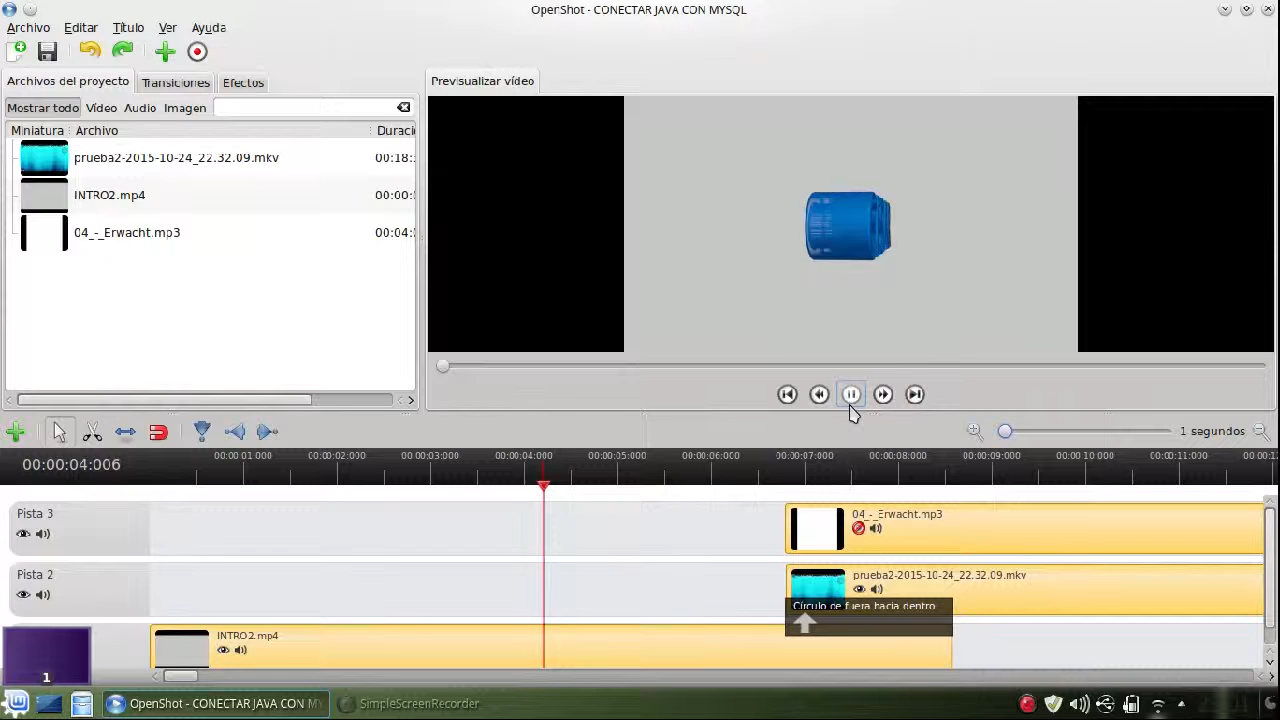 OpenShot - CONECTAR JAVA CON MYSQL
Archivo Editar Título Ver Ayuda
Archivos del proyecto Transiciones Efectos
Previsualizar vídeo
Mostrar todo Vídeo Audio Imagen
Miniatura Archivo Duraci
prueba2-2015-10-24_22.32.09.mkv 00:18:
INTRO2.mp4 00:00:
04_-_Erwacht.mp3 00:04:
1 segundos
00:00:04:006
00:00:01:000 00:00:02:000 00:00:03:000 00:00:04:000 00:00:05:000 00:00:06:000 00:00:07:000 00:00:08:000 00:00:09:000 00:00:10:000 00:00:11:000 00:00:12
Pista 3
04_-_Erwacht.mp3
Pista 2
prueba2-2015-10-24_22.32.09.mkv
Círculo de fuera hacia dentro
INTRO2.mp4
1
OpenShot - CONECTAR JAVA CON MY
SimpleScreenRecorder